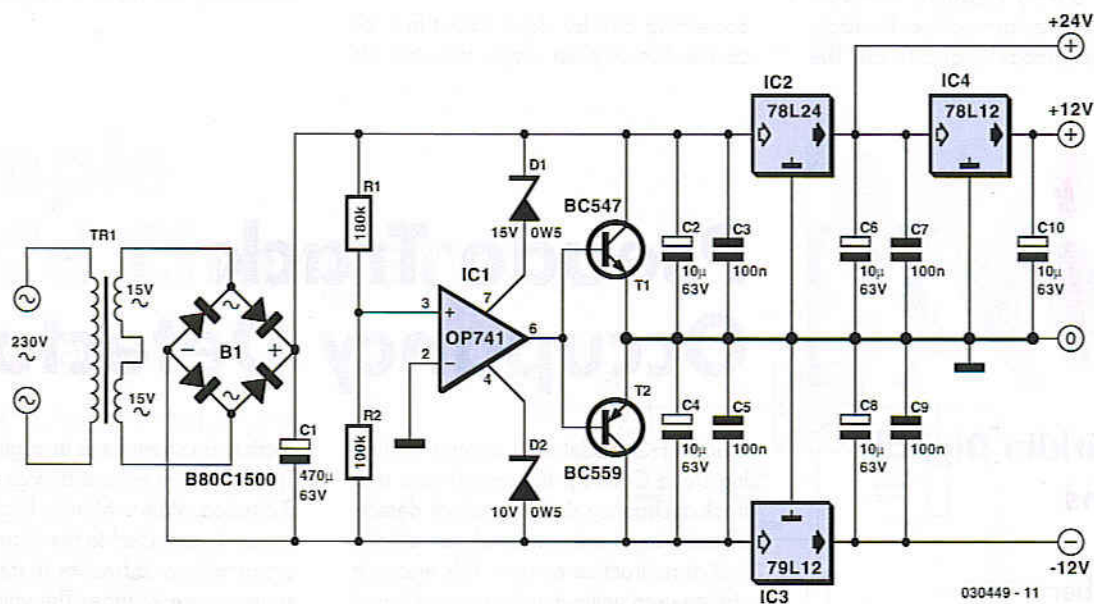 +24V
+
IC2
78L24
IC4
78L12
+12V
+
TR1
230V
15V
15V
B1
+
B80C1500
C1
470µ
63V
R1
180k
R2
100k
IC1
OP741
3
+
2
−
7
4
6
D1
15V 0W5
D2
10V 0W5
BC547
T1
T2
BC559
C2
10µ
63V
C3
100n
C4
10µ
63V
C5
100n
C6
10µ
63V
C7
100n
C8
10µ
63V
C9
100n
C10
10µ
63V
0
79L12
IC3
−
-12V
030449 - 11